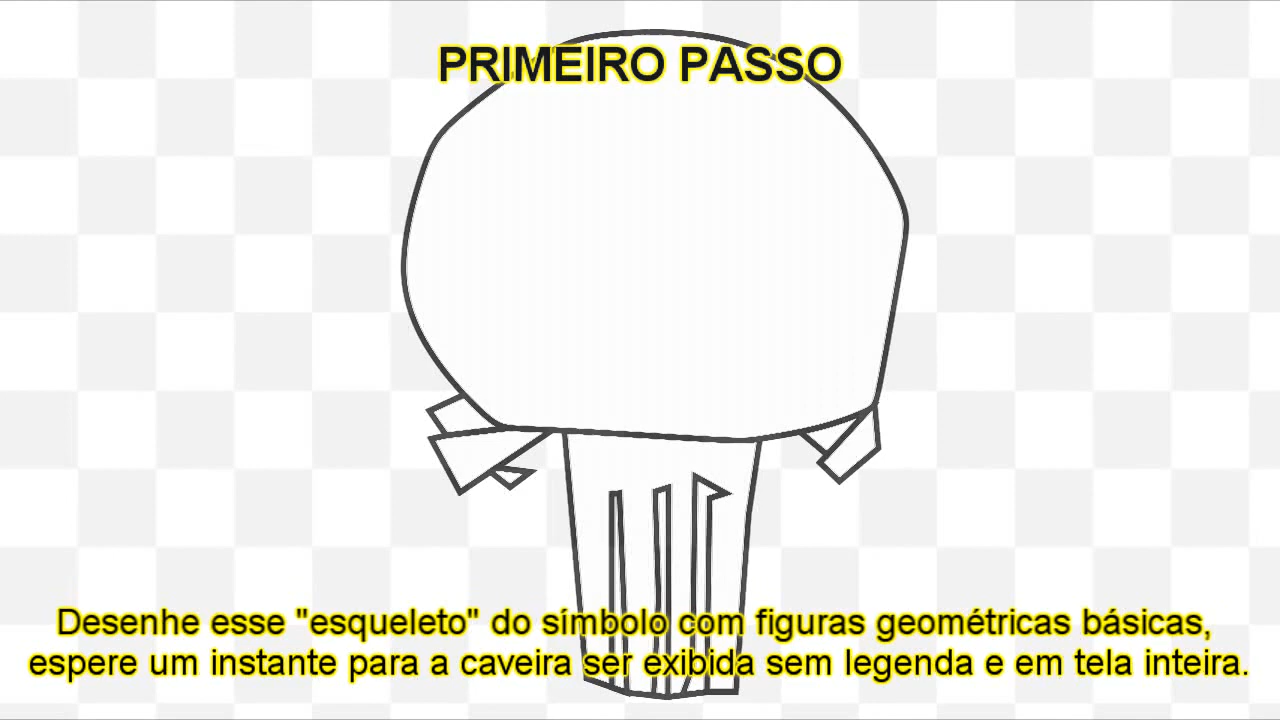 PRIMEIRO PASSO
Desenhe esse "esqueleto" do símbolo com figuras geométricas básicas,
espere um instante para a caveira ser exibida sem legenda e em tela inteira.